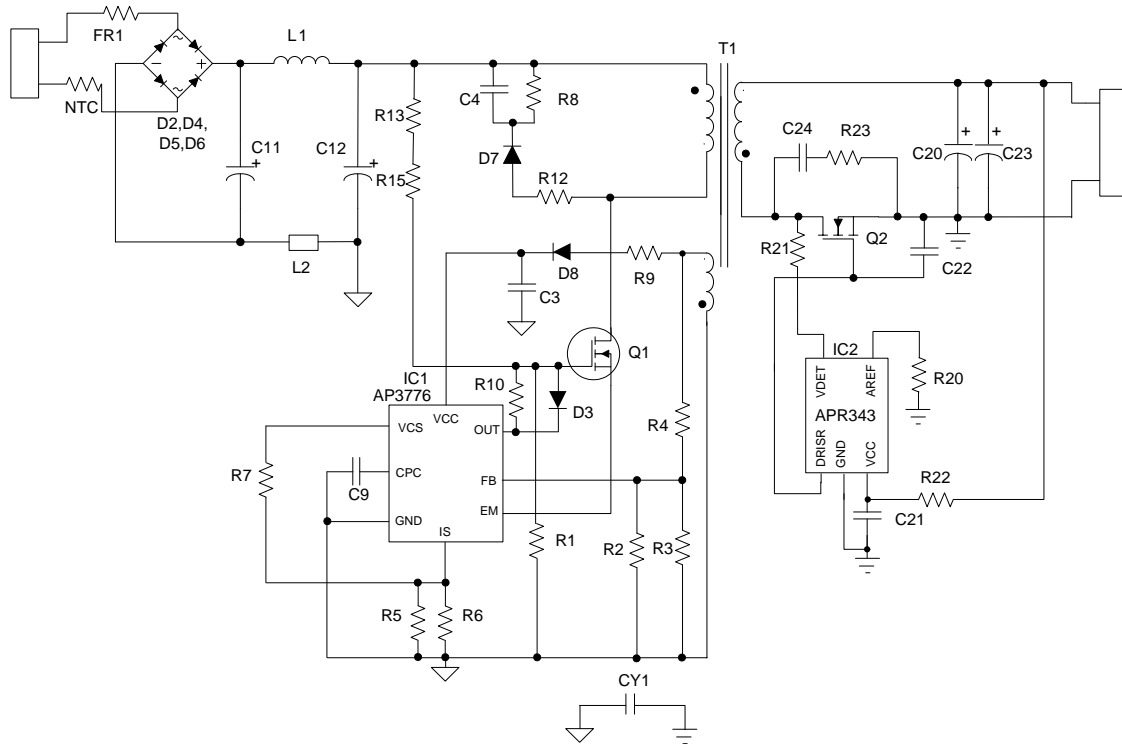 FR1
NTC
~
−
+
~
D2,D4,
D5,D6
L1
C11
+
C12
+
L2
R13
R15
C4
R8
D7
R12
T1
C24
R23
C20
+
C23
+
R21
Q2
C22
D8
R9
C3
Q1
IC1
AP3776
R10
D3
R4
VCS
VCC
OUT
CPC
FB
GND
EM
IS
R7
C9
R1
R2
R3
R5
R6
IC2
VDET
AREF
APR343
DRISR
GND
VCC
R20
R22
C21
CY1